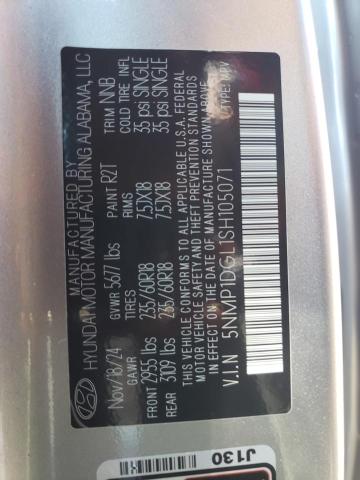 MANUFACTURED BY
HYUNDAI MOTOR MANUFACTURING ALABAMA, LLC
Nov/18/24 GVWR 5677 lbs PAINT R2T TRIM NNB
GAWR TIRES RIMS COLD TIRE INFL
FRONT 2955 lbs 235/60R18 7.5JX18 35 psi SINGLE
REAR 3109 lbs 235/60R18 7.5JX18 35 psi SINGLE
THIS VEHICLE CONFORMS TO ALL APPLICABLE U.S.A. FEDERAL
MOTOR VEHICLE SAFETY AND THEFT PREVENTION STANDARDS
IN EFFECT ON THE DATE OF MANUFACTURE SHOWN ABOVE.
V.I.N 5NMP1DGL1SH105071 TYPE: MPV
J130